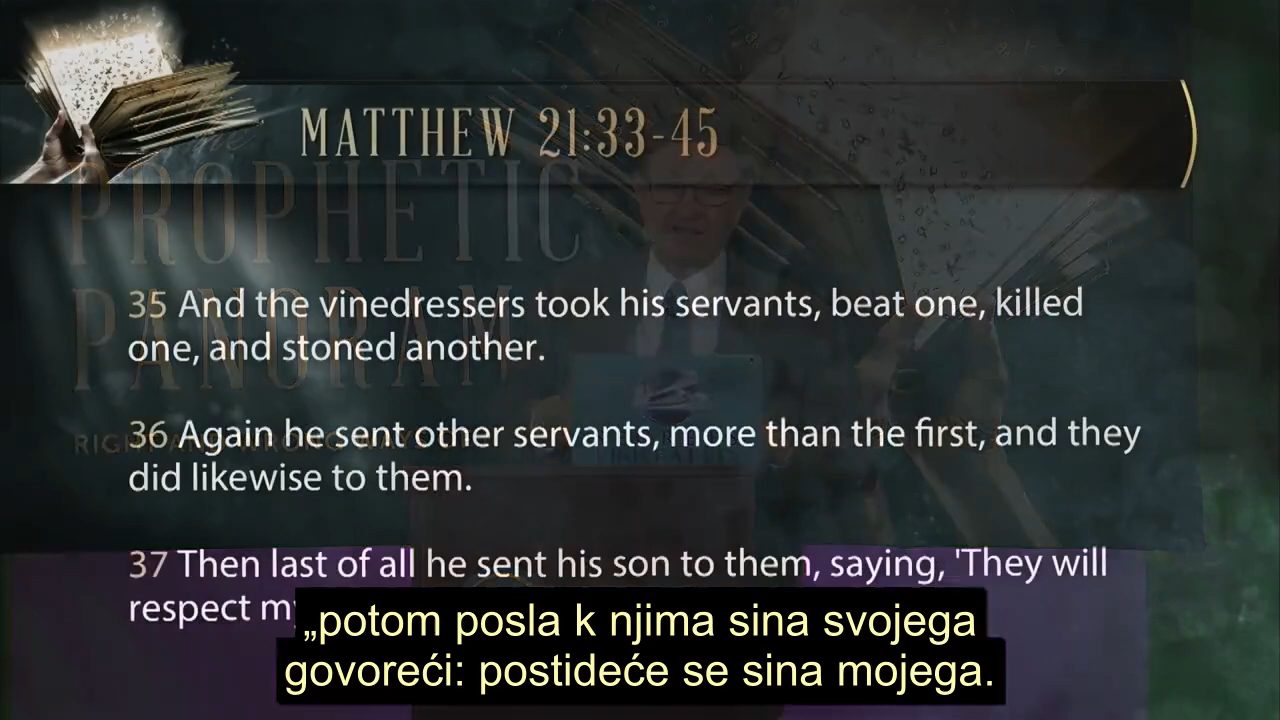 MATTHEW 21:33-45
PROPHETIC
PANORAM
35 And the vinedressers took his servants, beat one, killed
one, and stoned another.
36 Again he sent other servants, more than the first, and they
did likewise to them.
37 Then last of all he sent his son to them, saying, 'They will
respect my
„potom posla k njima sina svojega
govoreći: postideće se sina mojega.